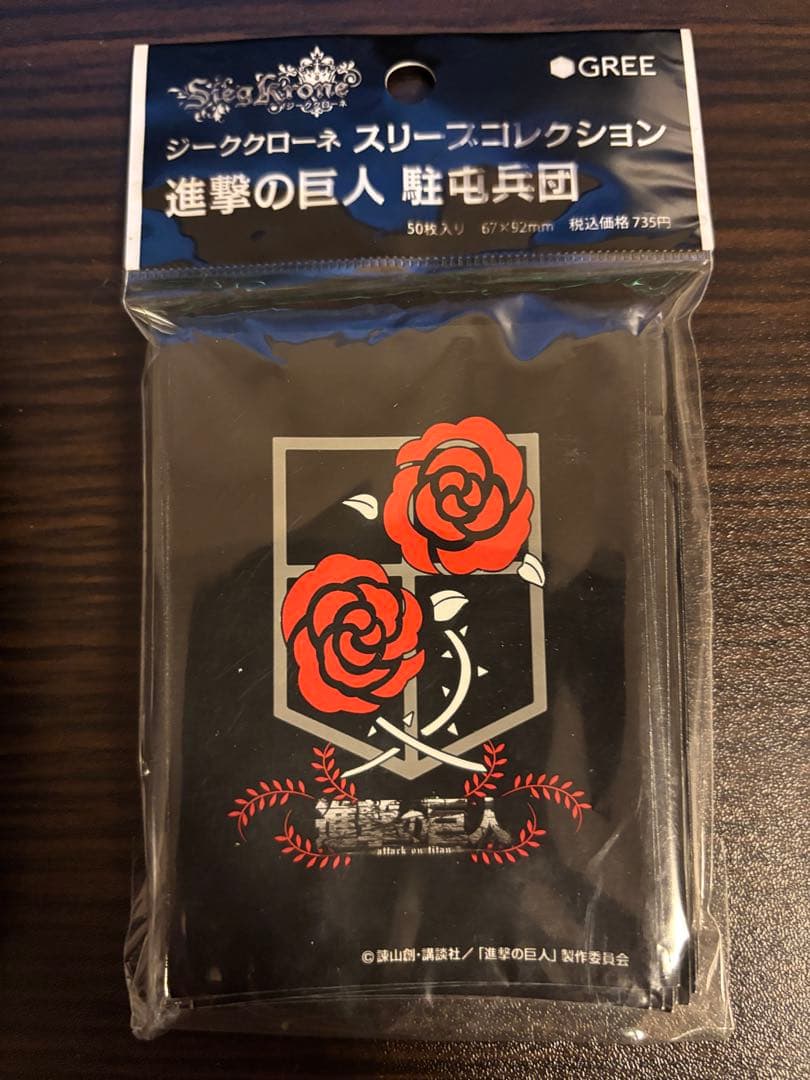 SiegKrone
ジーククローネ
GREE
ジーククローネ スリーブコレクション
進撃の巨人 駐屯兵団
50枚入り 67×92mm 税込価格 735円
進撃の巨人
attack on titan
©諫山創・講談社/「進撃の巨人」製作委員会